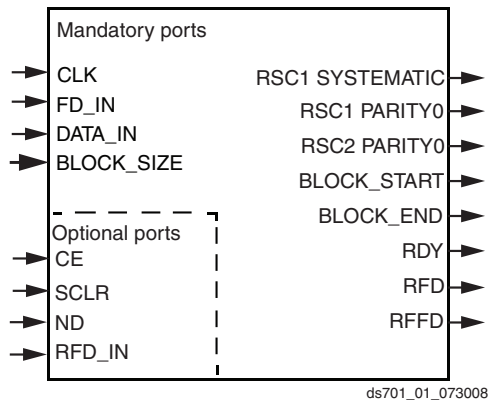 Mandatory ports
CLK
FD_IN
DATA_IN
BLOCK_SIZE
Optional ports
CE
SCLR
ND
RFD_IN
RSC1 SYSTEMATIC
RSC1 PARITY0
RSC2 PARITY0
BLOCK_START
BLOCK_END
RDY
RFD
RFFD
ds701_01_073008